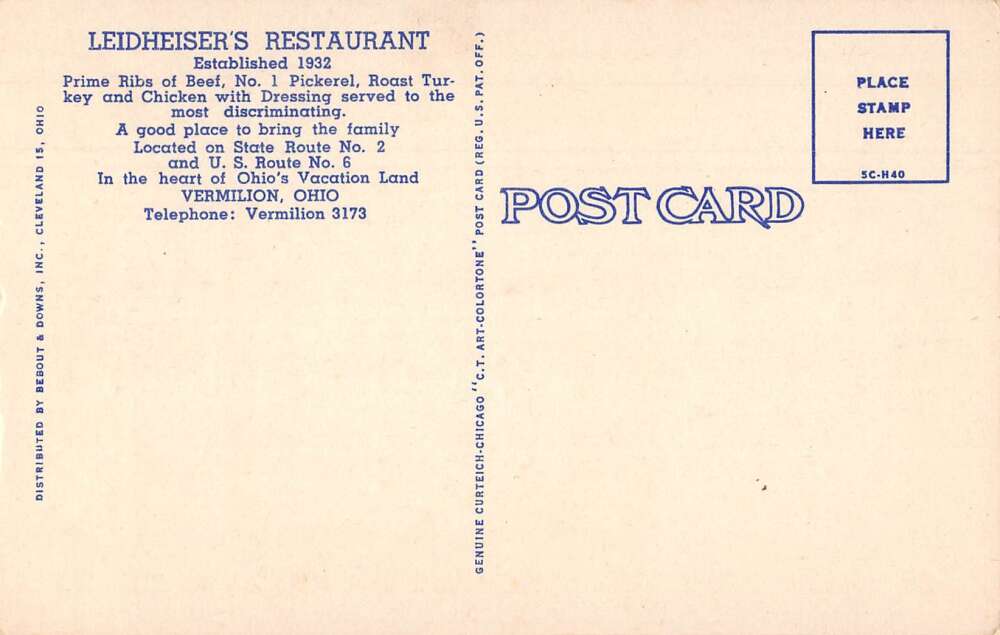 LEIDHEISER'S RESTAURANT
Established 1932
Prime Ribs of Beef, No. 1 Pickerel, Roast Tur-
key and Chicken with Dressing served to the
most discriminating.
A good place to bring the family
Located on State Route No. 2
and U. S. Route No. 6
In the heart of Ohio's Vacation Land
VERMILION, OHIO
Telephone: Vermilion 3173
DISTRIBUTED BY BEBOUT & DOWNS, INC., CLEVELAND 15, OHIO
GENUINE CURTEICH-CHICAGO "C.T. ART-COLORTONE" POST CARD (REG. U.S. PAT. OFF.)
POST CARD
PLACE
STAMP
HERE
5C-H40